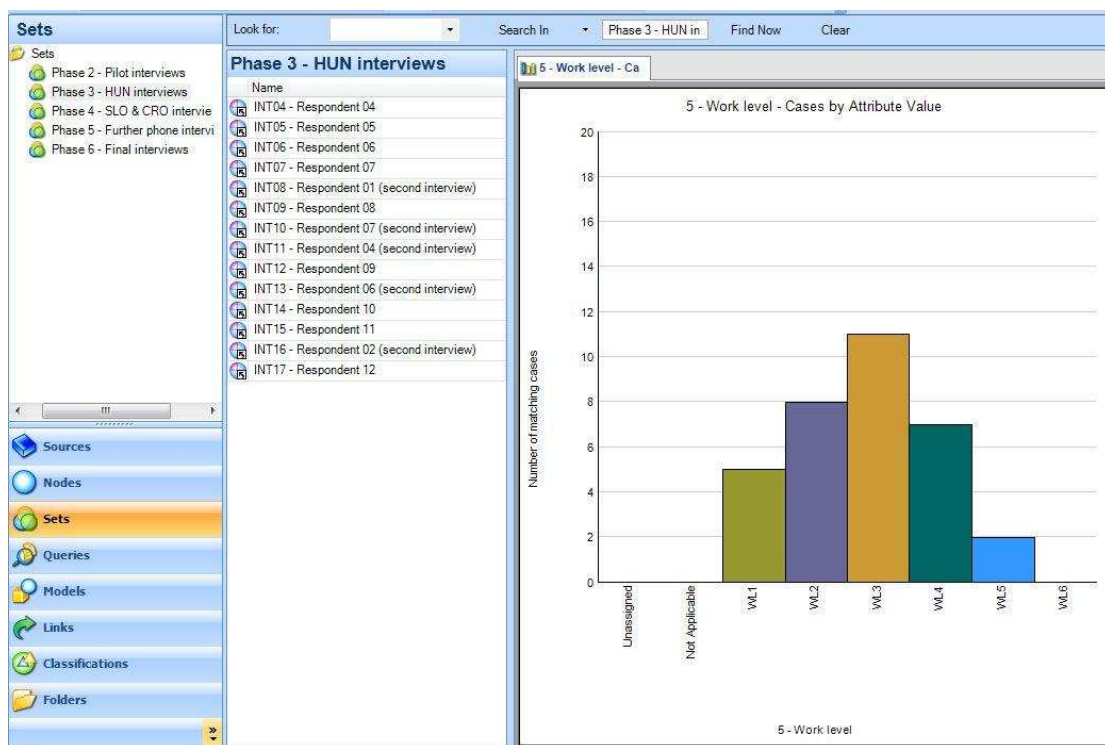 Sets
Sets
Phase 2 - Pilot interviews
Phase 3 - HUN interviews
Phase 4 - SLO & CRO intervie
Phase 5 - Further phone intervi
Phase 6 - Final interviews
Sources
Nodes
Sets
Queries
Models
Links
Classifications
Folders
Look for: Search In Phase 3 - HUN in Find Now Clear
Phase 3 - HUN interviews
Name
INT04 - Respondent 04
INT05 - Respondent 05
INT06 - Respondent 06
INT07 - Respondent 07
INT08 - Respondent 01 (second interview)
INT09 - Respondent 08
INT10 - Respondent 07 (second interview)
INT11 - Respondent 04 (second interview)
INT12 - Respondent 09
INT13 - Respondent 06 (second interview)
INT14 - Respondent 10
INT15 - Respondent 11
INT16 - Respondent 02 (second interview)
INT17 - Respondent 12
5 - Work level - Ca
5 - Work level - Cases by Attribute Value
Number of matching cases
20
18
16
14
12
10
8
6
4
2
0
Unassigned
Not Applicable
WL1
WL2
WL3
WL4
WL5
WL6
5 - Work level